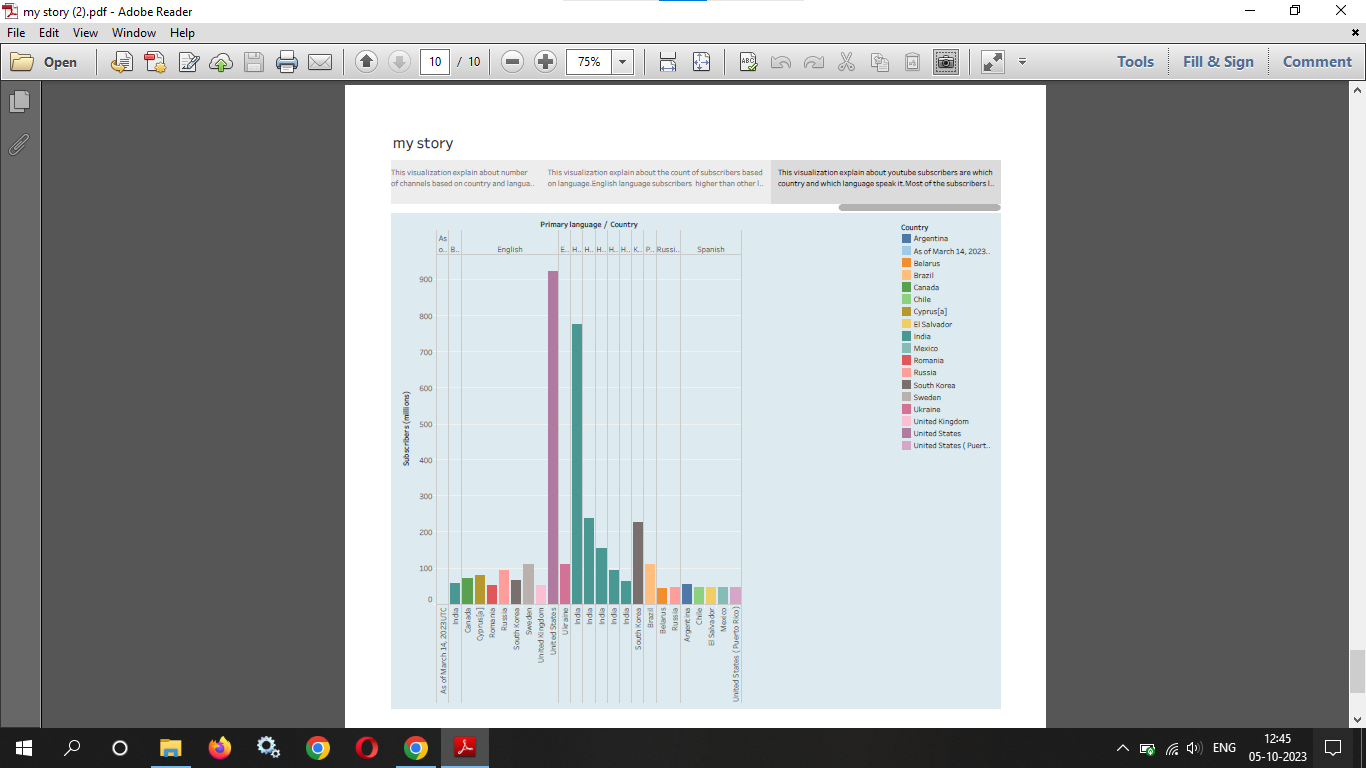 my story (2).pdf - Adobe Reader
File Edit View Window Help
Open
10 / 10
75%
Tools Fill & Sign Comment
my story
This visualization explain about number
of channels based on country and langua..
This visualization explain about the count of subscribers based
on language.English language subscribers higher than other l..
This visualization explain about youtube subscribers are which
country and which language speak it.Most of the subscribers l..
Primary language / Country
As
o.. B.. English E.. H.. H.. H.. H.. H.. K.. P.. Russi.. Spanish
Subscribers (millions)
900
800
700
600
500
400
300
200
100
0
As of March 14, 2023UTC
India
Canada
Cyprus[a]
Romania
Russia
South Korea
Sweden
United Kingdom
United States
Ukraine
India
India
India
India
India
South Korea
Brazil
Belarus
Russia
Argentina
Chile
El Salvador
Mexico
United States ( Puerto Rico)
Country
Argentina
As of March 14, 2023..
Belarus
Brazil
Canada
Chile
Cyprus[a]
El Salvador
India
Mexico
Romania
Russia
South Korea
Sweden
Ukraine
United Kingdom
United States
United States ( Puert..
ENG
12:45
05-10-2023